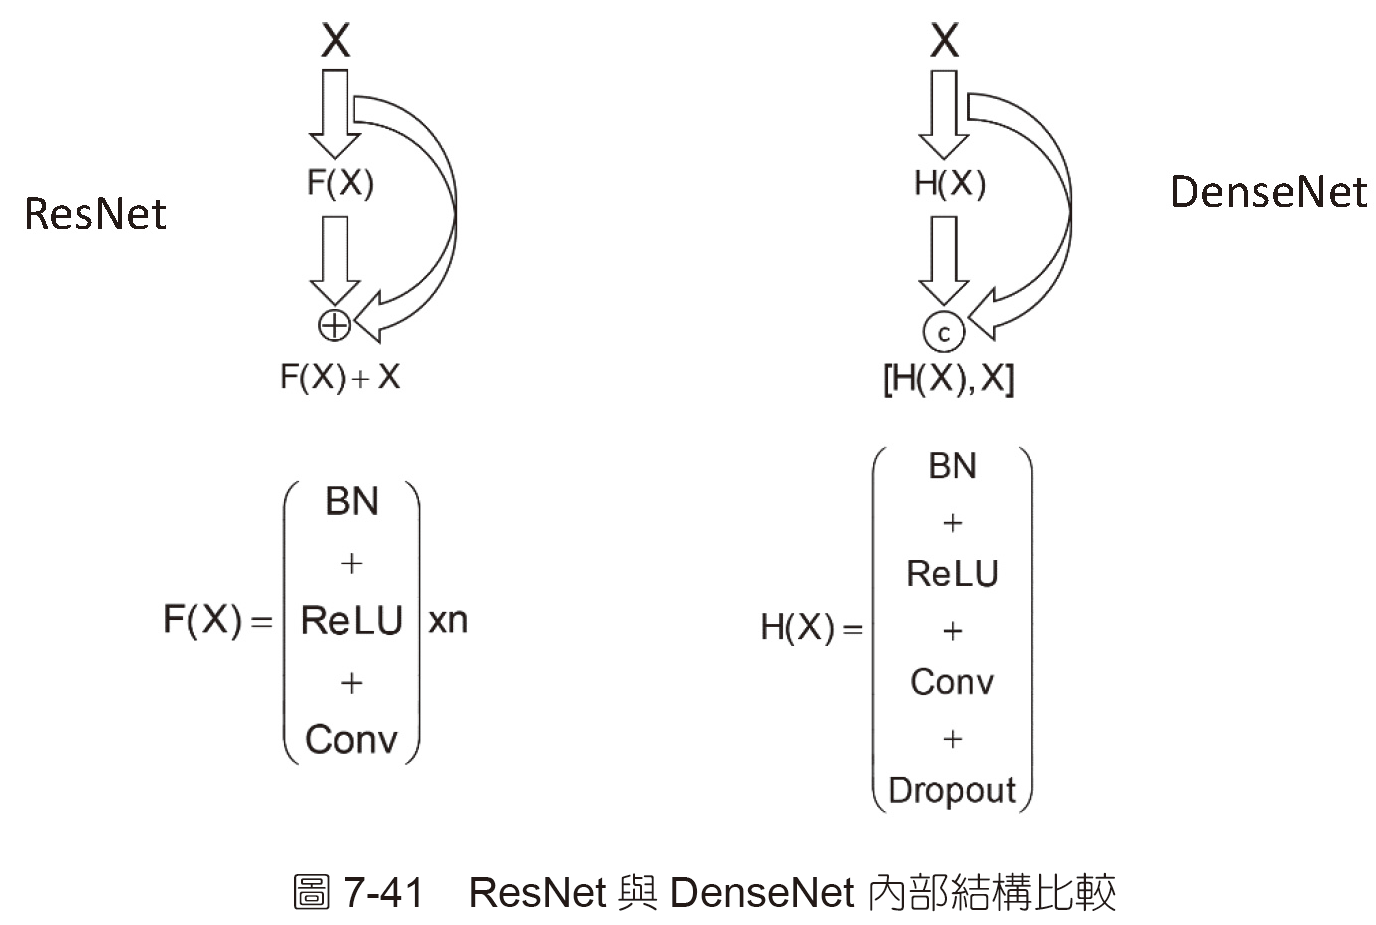 X
F(X)
ResNet
F(X)+ X
F(X)=
BN
+
ReLU
+
Conv
xn
X
H(X)
DenseNet
c
[H(X), X]
H(X)=
BN
+
ReLU
+
Conv
+
Dropout
圖 7-41 ResNet 與 DenseNet 內部結構比較